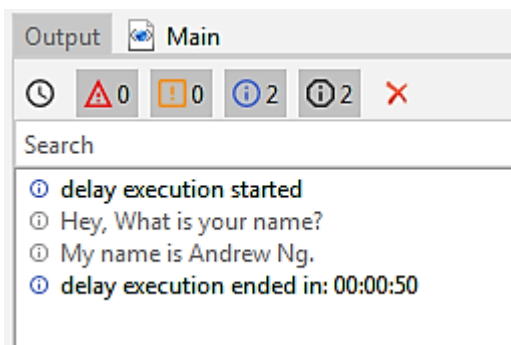 Output Main
0 0 2 2
Search
delay execution started
Hey, What is your name?
My name is Andrew Ng.
delay execution ended in: 00:00:50